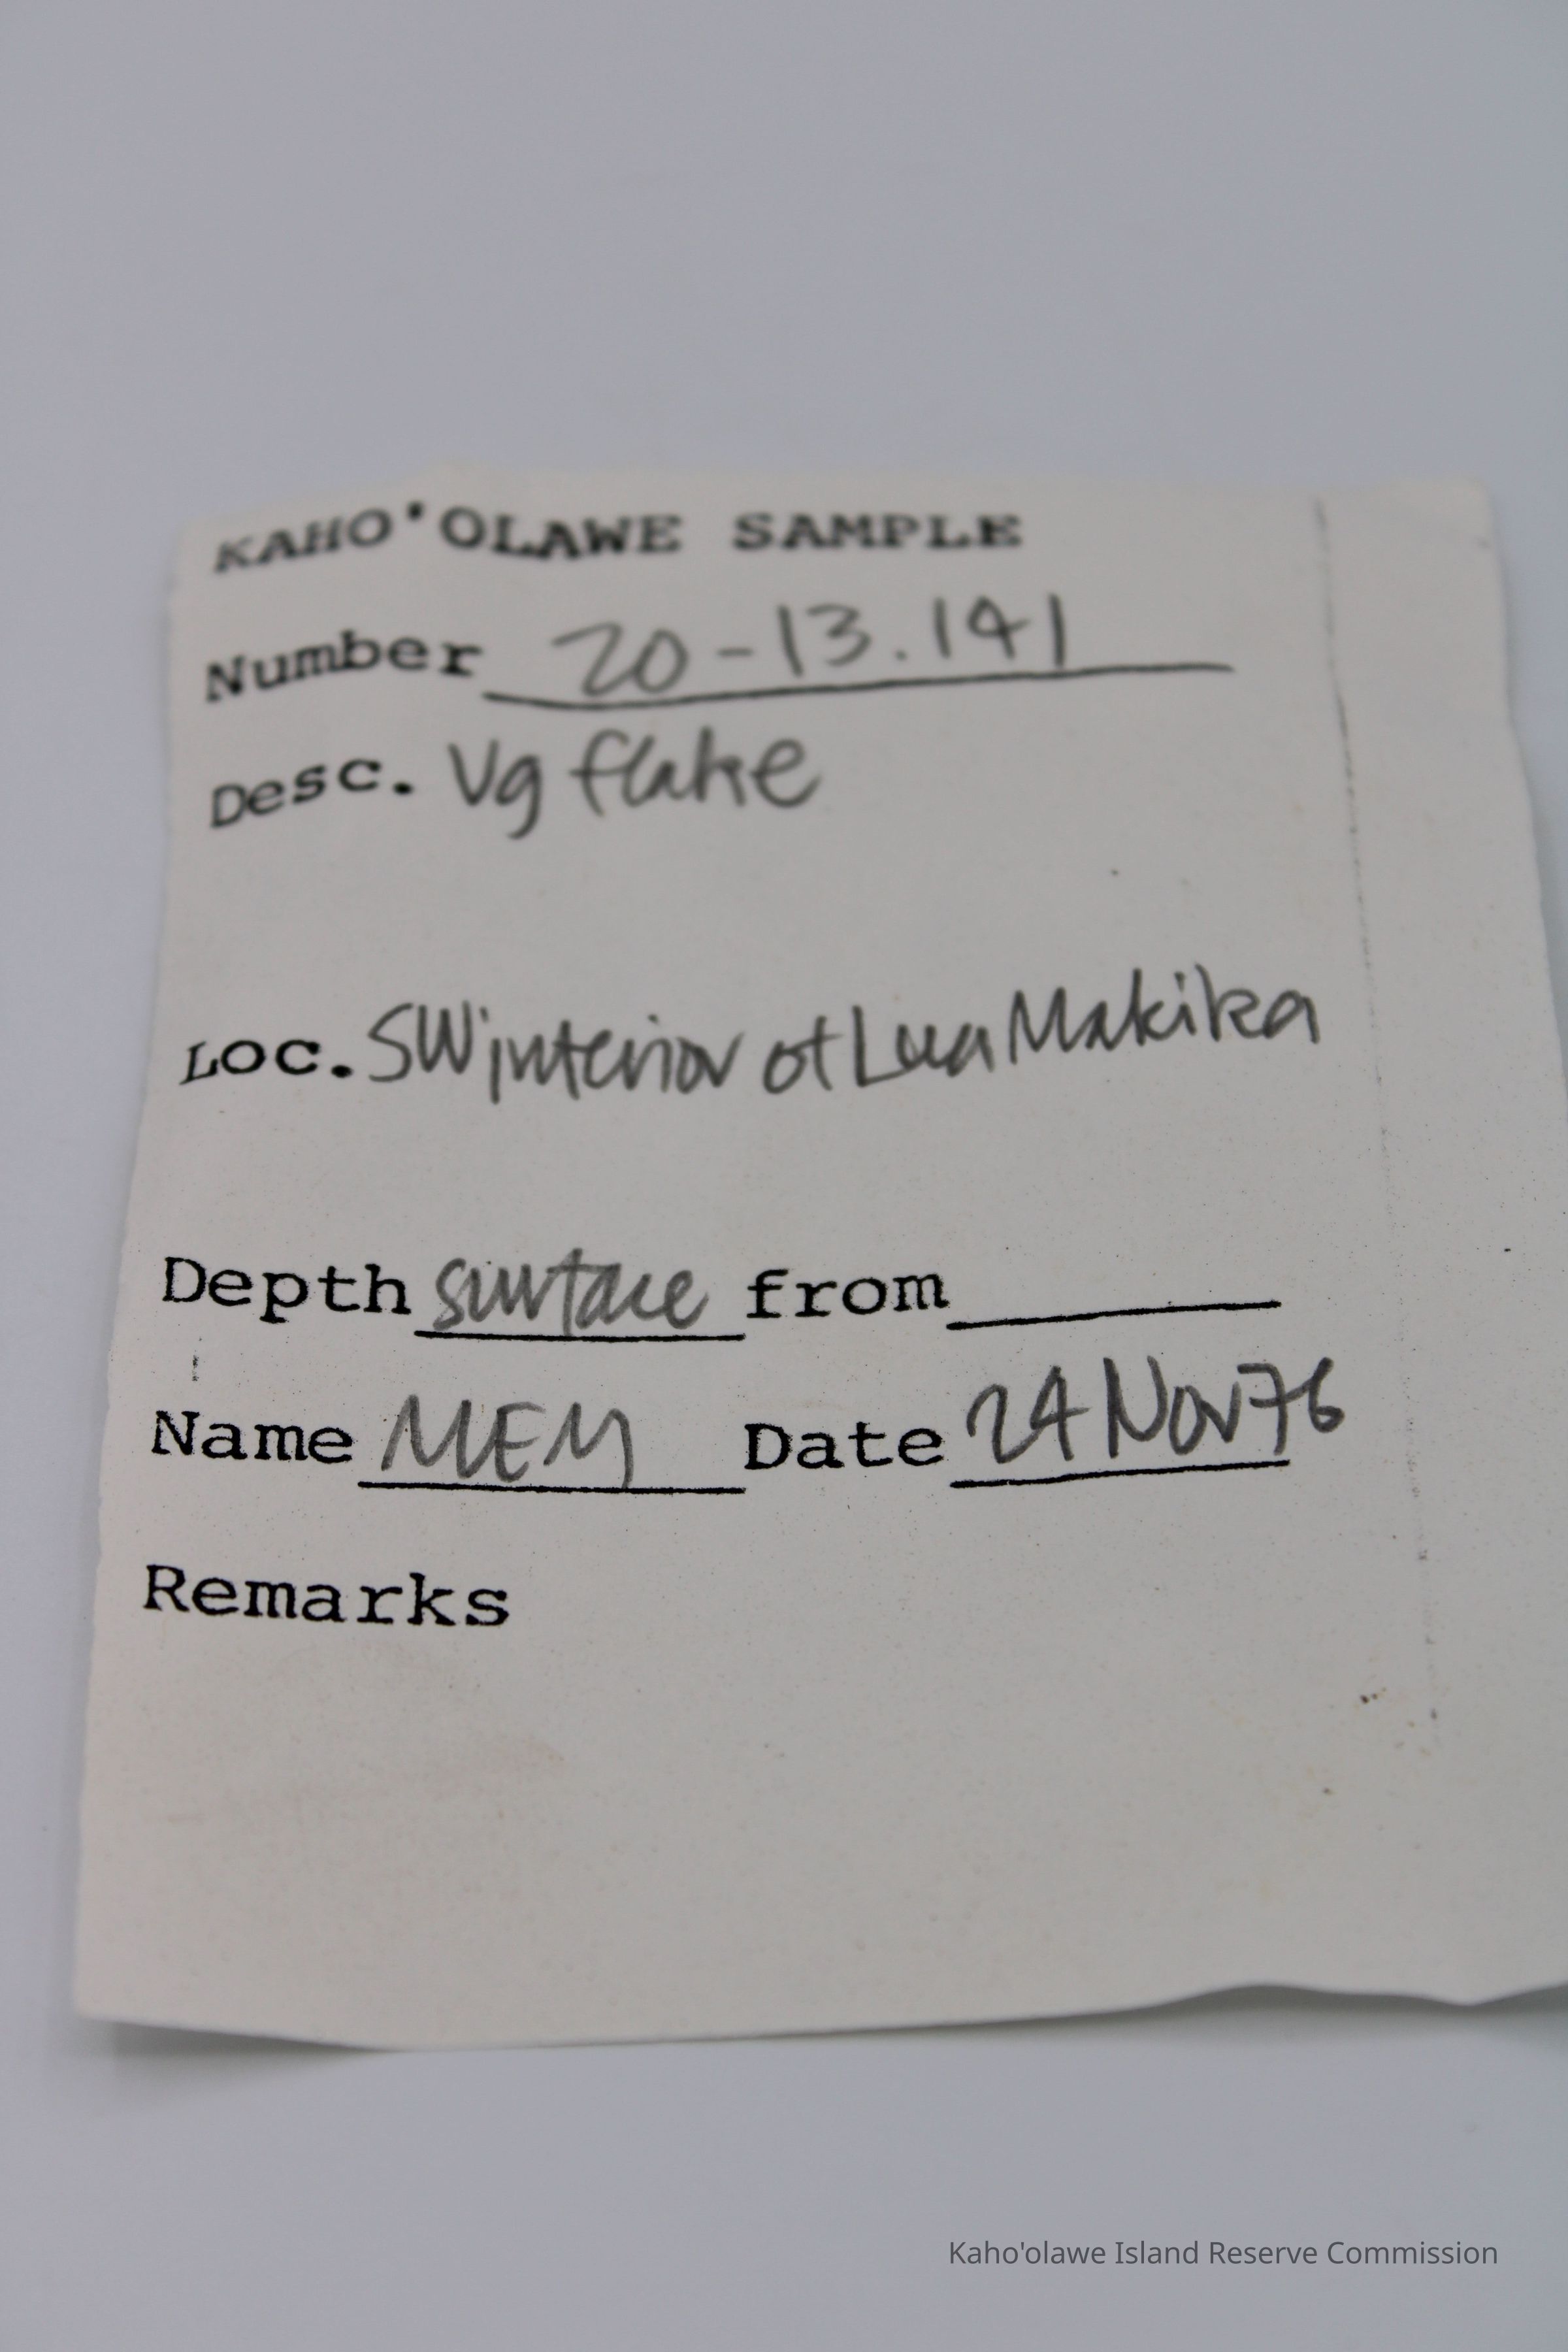 KAHO'OLAWE SAMPLE
Number 20-13.141
Desc. Vg flake
Loc. SW interior of Lua Makika
Depth surface from
Name MEM Date 24 Nov 76
Remarks
Kaho'olawe Island Reserve Commission